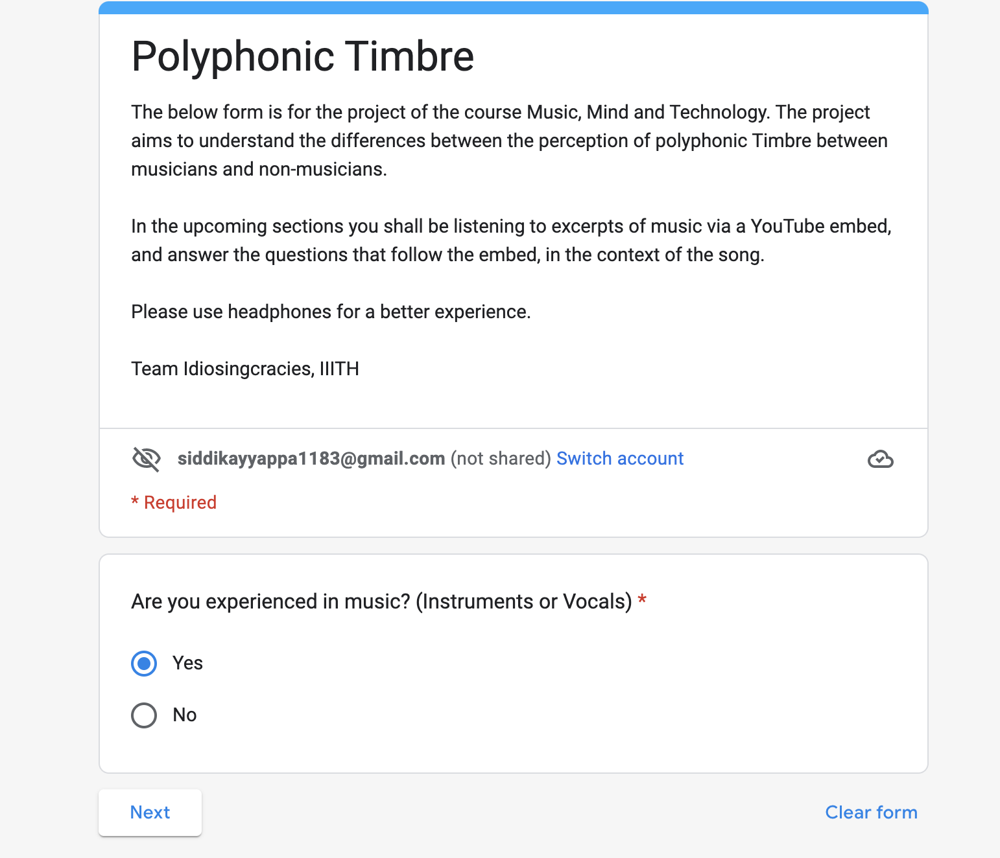 Polyphonic Timbre
The below form is for the project of the course Music, Mind and Technology. The project
aims to understand the differences between the perception of polyphonic Timbre between
musicians and non-musicians.
In the upcoming sections you shall be listening to excerpts of music via a YouTube embed,
and answer the questions that follow the embed, in the context of the song.
Please use headphones for a better experience.
Team Idiosingcracies, IIITH
siddikayyappa1183@gmail.com (not shared) Switch account
* Required
Are you experienced in music? (Instruments or Vocals) *
Yes
No
Next
Clear form